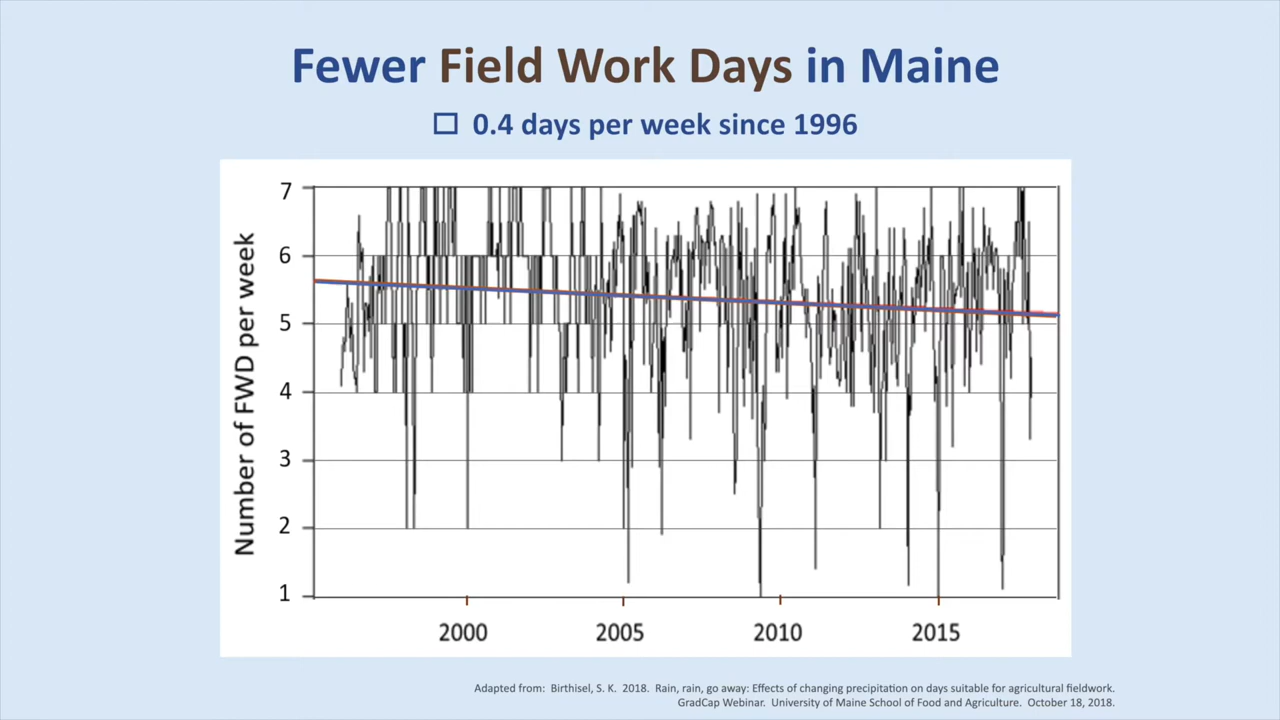 Fewer Field Work Days in Maine
☐ 0.4 days per week since 1996
Number of FWD per week
7
6
5
4
3
2
1
2000 2005 2010 2015
Adapted from: Birthisel, S. K. 2018. Rain, rain, go away: Effects of changing precipitation on days suitable for agricultural fieldwork.
GradCap Webinar. University of Maine School of Food and Agriculture. October 18, 2018.